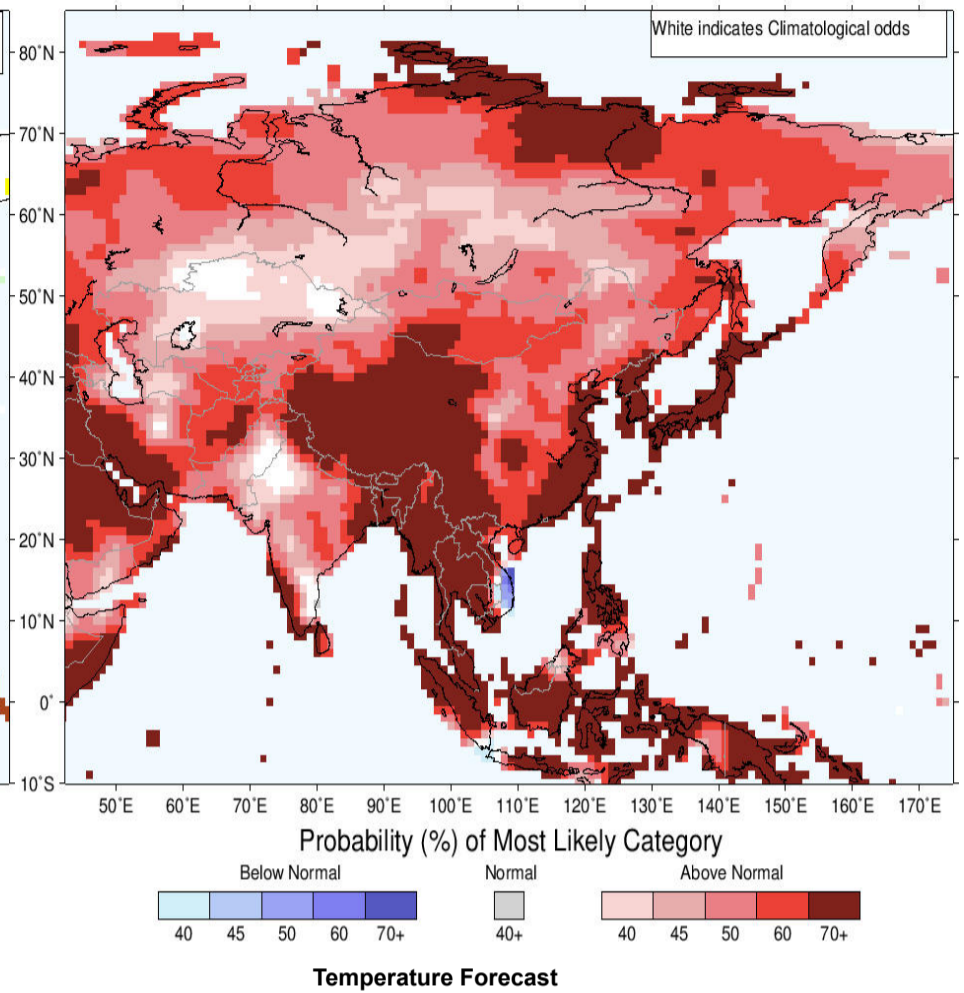 White indicates Climatological odds
80°N
70°N
60°N
50°N
40°N
30°N
20°N
10°N
0°
10°S
50°E 60°E 70°E 80°E 90°E 100°E 110°E 120°E 130°E 140°E 150°E 160°E 170°E
Probability (%) of Most Likely Category
Below Normal Normal Above Normal
40 45 50 60 70+ 40+ 40 45 50 60 70+
Temperature Forecast